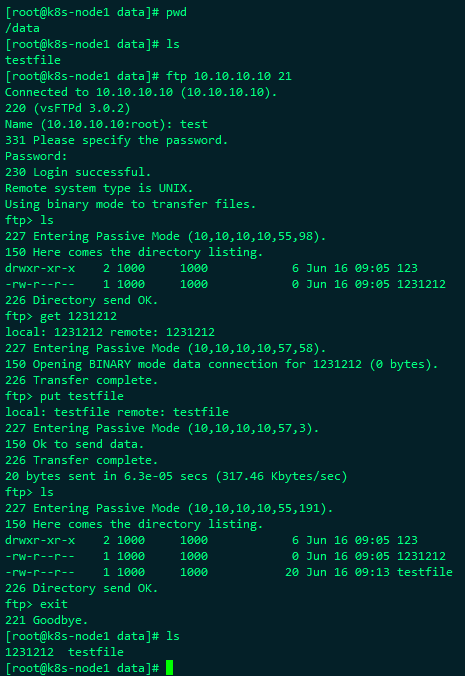 [root@k8s-node1 data]# pwd
/data
[root@k8s-node1 data]# ls
testfile
[root@k8s-node1 data]# ftp 10.10.10.10 21
Connected to 10.10.10.10 (10.10.10.10).
220 (vsFTPd 3.0.2)
Name (10.10.10.10:root): test
331 Please specify the password.
Password:
230 Login successful.
Remote system type is UNIX.
Using binary mode to transfer files.
ftp> ls
227 Entering Passive Mode (10,10,10,10,55,98).
150 Here comes the directory listing.
drwxr-xr-x    2 1000     1000            6 Jun 16 09:05 123
-rw-r--r--    1 1000     1000            0 Jun 16 09:05 1231212
226 Directory send OK.
ftp> get 1231212
local: 1231212 remote: 1231212
227 Entering Passive Mode (10,10,10,10,57,58).
150 Opening BINARY mode data connection for 1231212 (0 bytes).
226 Transfer complete.
ftp> put testfile
local: testfile remote: testfile
227 Entering Passive Mode (10,10,10,10,57,3).
150 Ok to send data.
226 Transfer complete.
20 bytes sent in 6.3e-05 secs (317.46 Kbytes/sec)
ftp> ls
227 Entering Passive Mode (10,10,10,10,55,191).
150 Here comes the directory listing.
drwxr-xr-x    2 1000     1000            6 Jun 16 09:05 123
-rw-r--r--    1 1000     1000            0 Jun 16 09:05 1231212
-rw-r--r--    1 1000     1000           20 Jun 16 09:13 testfile
226 Directory send OK.
ftp> exit
221 Goodbye.
[root@k8s-node1 data]# ls
1231212  testfile
[root@k8s-node1 data]#